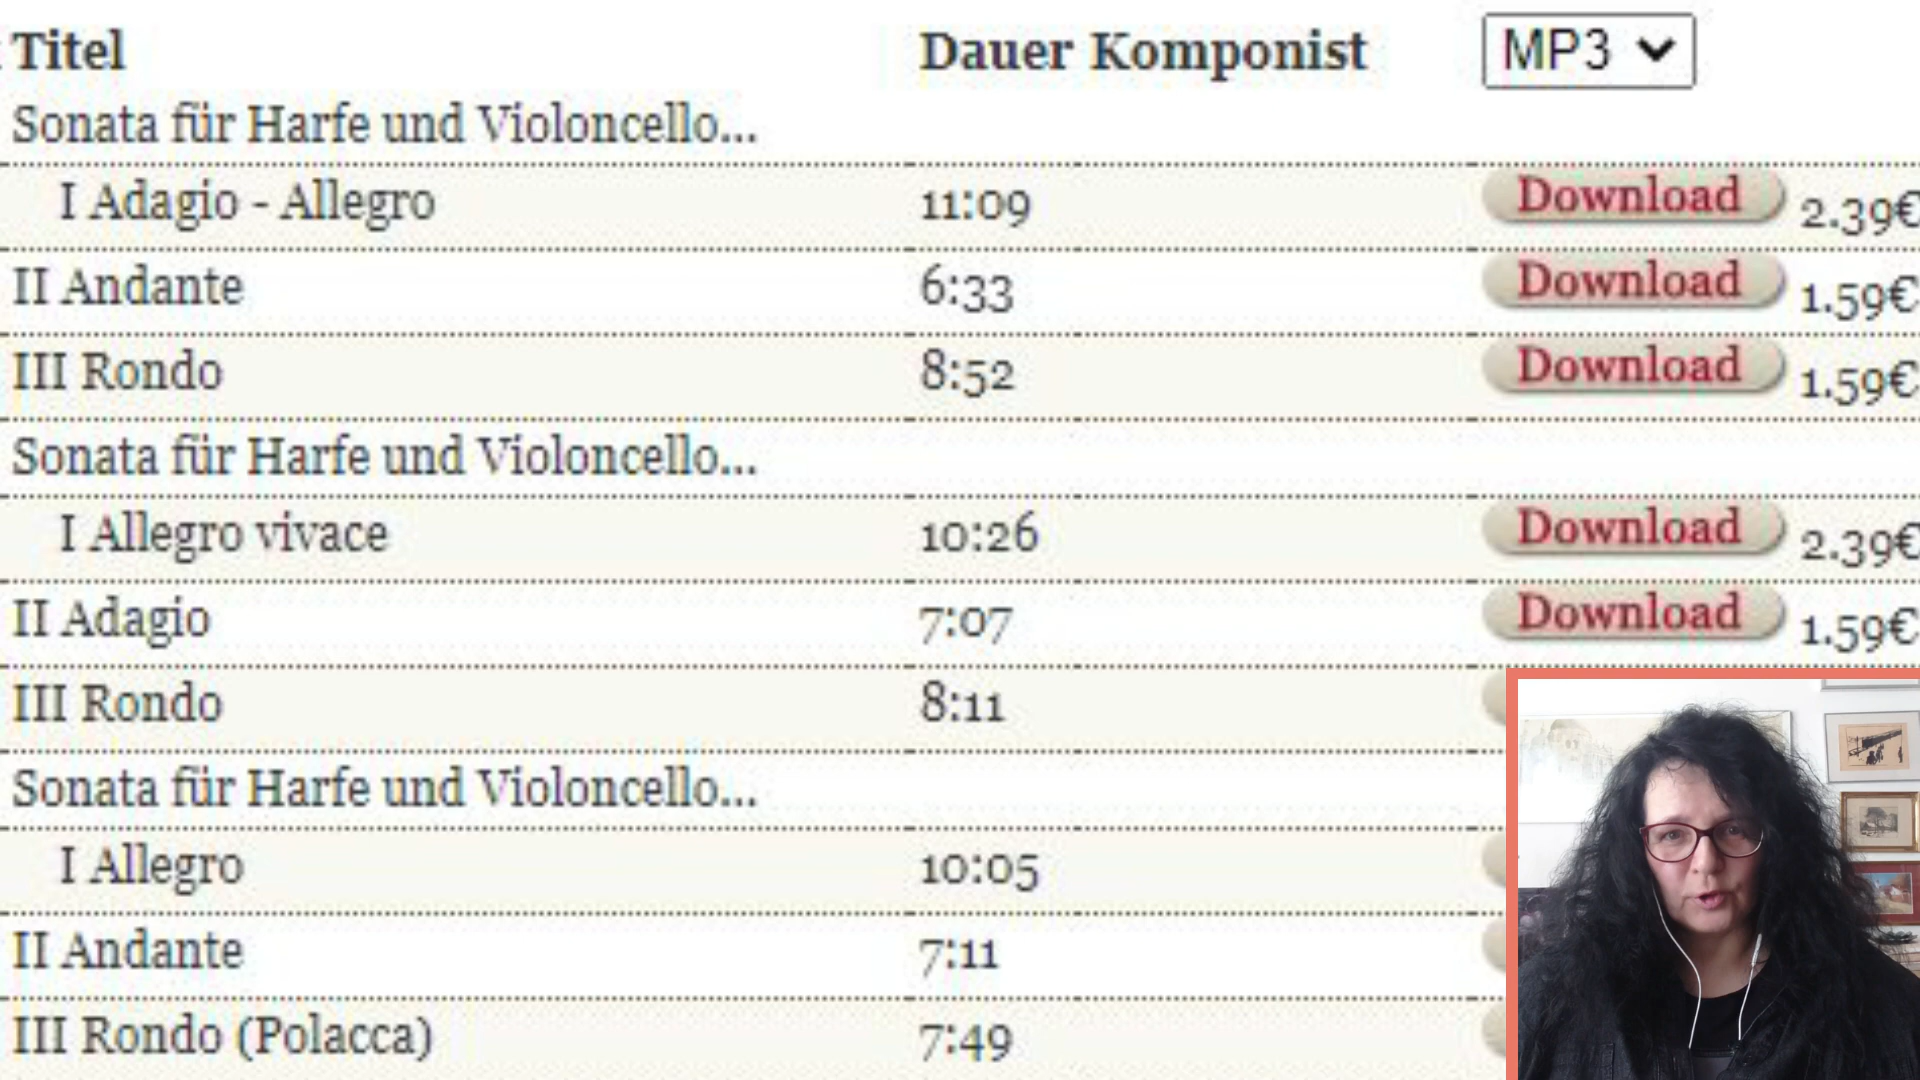 Titel Dauer Komponist MP3
Sonata für Harfe und Violoncello...
I Adagio - Allegro 11:09 Download 2.39€
II Andante 6:33 Download 1.59€
III Rondo 8:52 Download 1.59€
Sonata für Harfe und Violoncello...
I Allegro vivace 10:26 Download 2.39€
II Adagio 7:07 Download 1.59€
III Rondo 8:11
Sonata für Harfe und Violoncello...
I Allegro 10:05
II Andante 7:11
III Rondo (Polacca) 7:49